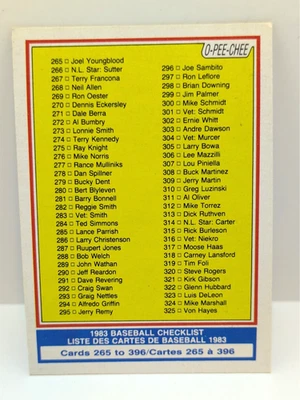 O-PEE-CHEE
265 □ Joel Youngblood
266 □ N.L. Star: Sutter
267 □ Terry Francona
268 □ Neil Allen
269 □ Ron Oester
270 □ Dennis Eckersley
271 □ Dale Berra
272 □ Al Bumbry
273 □ Lonnie Smith
274 □ Terry Kennedy
275 □ Ray Knight
276 □ Mike Norris
277 □ Rance Mulliniks
278 □ Dan Spillner
279 □ Bucky Dent
280 □ Bert Blyleven
281 □ Barry Bonnell
282 □ Reggie Smith
283 □ Vet: Smith
284 □ Ted Simmons
285 □ Lance Parrish
286 □ Larry Christenson
287 □ Ruppert Jones
288 □ Bob Welch
289 □ John Wathan
290 □ Jeff Reardon
291 □ Dave Revering
292 □ Craig Swan
293 □ Graig Nettles
294 □ Alfredo Griffin
295 □ Jerry Remy
296 □ Joe Sambito
297 □ Ron Leflore
298 □ Brian Downing
299 □ Jim Palmer
300 □ Mike Schmidt
301 □ Vet: Schmidt
302 □ Ernie Whitt
303 □ Andre Dawson
304 □ Vet: Murcer
305 □ Larry Bowa
306 □ Lee Mazzilli
307 □ Lou Piniella
308 □ Buck Martinez
309 □ Jerry Martin
310 □ Greg Luzinski
311 □ Al Oliver
312 □ Mike Torrez
313 □ Dick Ruthven
314 □ N.L. Star: Carter
315 □ Rick Burleson
316 □ Vet: Niekro
317 □ Moose Haas
318 □ Carney Lansford
319 □ Tim Foli
320 □ Steve Rogers
321 □ Kirk Gibson
322 □ Glenn Hubbard
323 □ Luis DeLeon
324 □ Mike Marshall
325 □ Von Hayes
1983 BASEBALL CHECKLIST
LISTE DES CARTES DE BASEBALL 1983
Cards 265 to 396/Cartes 265 à 396